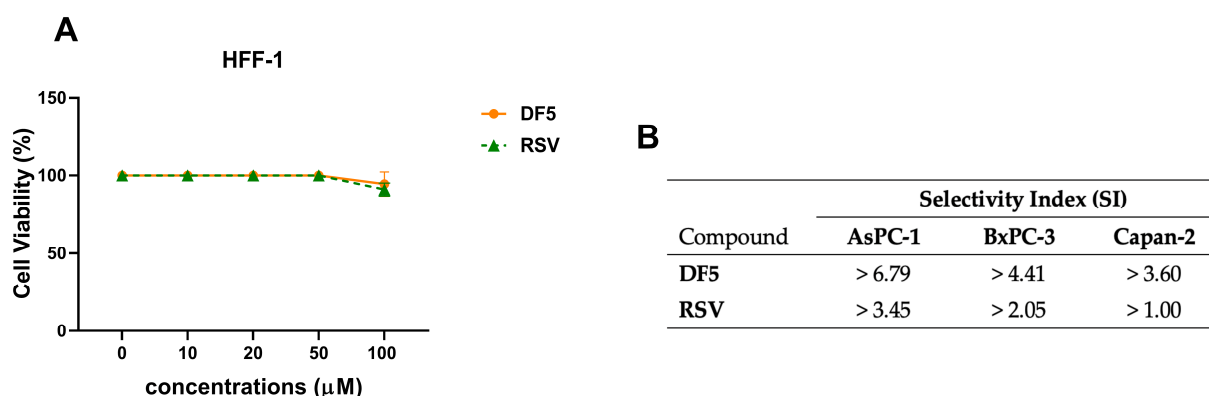 A
HFF-1
150
100
50
0
Cell Viability (%)
0 10 20 50 100
concentrations (μM)
DF5
RSV
B
Selectivity Index (SI)
Compound AsPC-1 BxPC-3 Capan-2
DF5 > 6.79 > 4.41 > 3.60
RSV > 3.45 > 2.05 > 1.00